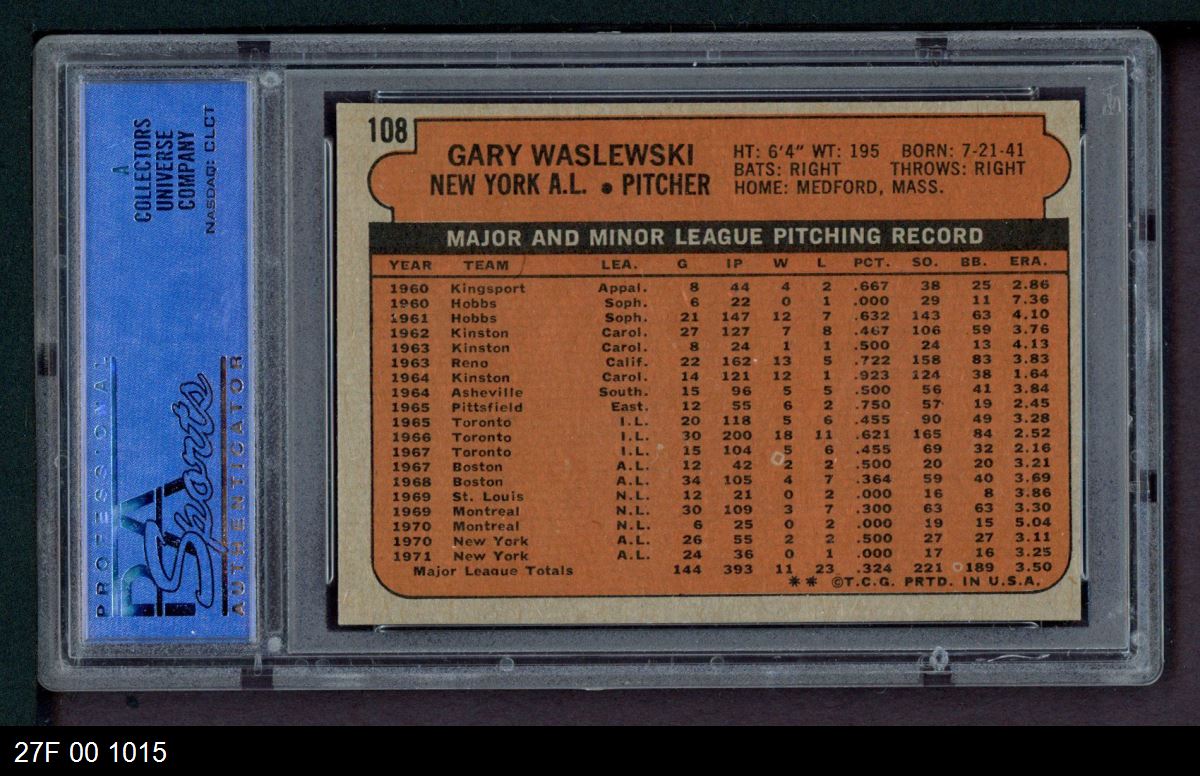 A
COLLECTORS
UNIVERSE
COMPANY
NASDAQ: CLCT
PROFESSIONAL
PSA
Sports
AUTHENTICATOR
108
GARY WASLEWSKI
NEW YORK A.L. • PITCHER
HT: 6'4" WT: 195 BORN: 7-21-41
BATS: RIGHT THROWS: RIGHT
HOME: MEDFORD, MASS.
MAJOR AND MINOR LEAGUE PITCHING RECORD
YEAR TEAM LEA. G IP W L PCT. SO. BB. ERA.
1960 Kingsport Appal. 8 44 4 2 .667 38 25 2.86
1960 Hobbs Soph. 6 22 0 1 .000 29 11 7.36
1961 Hobbs Soph. 21 147 12 7 .632 143 63 4.10
1962 Kinston Carol. 27 127 7 8 .467 106 59 3.76
1963 Kinston Carol. 8 24 1 1 .500 24 13 4.13
1963 Reno Calif. 22 162 13 5 .722 158 83 3.83
1964 Kinston Carol. 14 121 12 1 .923 124 38 1.64
1964 Asheville South. 15 96 5 5 .500 56 41 3.84
1965 Pittsfield East. 12 55 6 2 .750 57 19 2.45
1965 Toronto I.L. 20 118 5 6 .455 90 49 3.28
1966 Toronto I.L. 30 200 18 11 .621 165 84 2.52
1967 Toronto I.L. 15 104 5 6 .455 69 32 2.16
1967 Boston A.L. 12 42 2 2 .500 20 20 3.21
1968 Boston A.L. 34 105 4 7 .364 59 40 3.69
1969 St. Louis N.L. 12 21 0 2 .000 16 8 3.86
1969 Montreal N.L. 30 109 3 7 .300 63 63 3.30
1970 Montreal N.L. 6 25 0 2 .000 19 15 5.04
1970 New York A.L. 26 55 2 2 .500 27 27 3.11
1971 New York A.L. 24 36 0 1 .000 17 16 3.25
Major League Totals 144 393 11 23 .324 221 189 3.50
** ©T.C.G. PRTD. IN U.S.A.
27F 00 1015